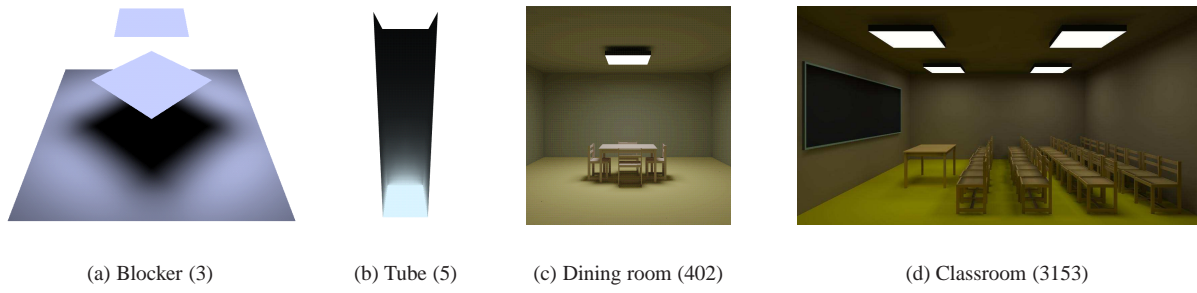 (a) Blocker (3)
(b) Tube (5)
(c) Dining room (402)
(d) Classroom (3153)